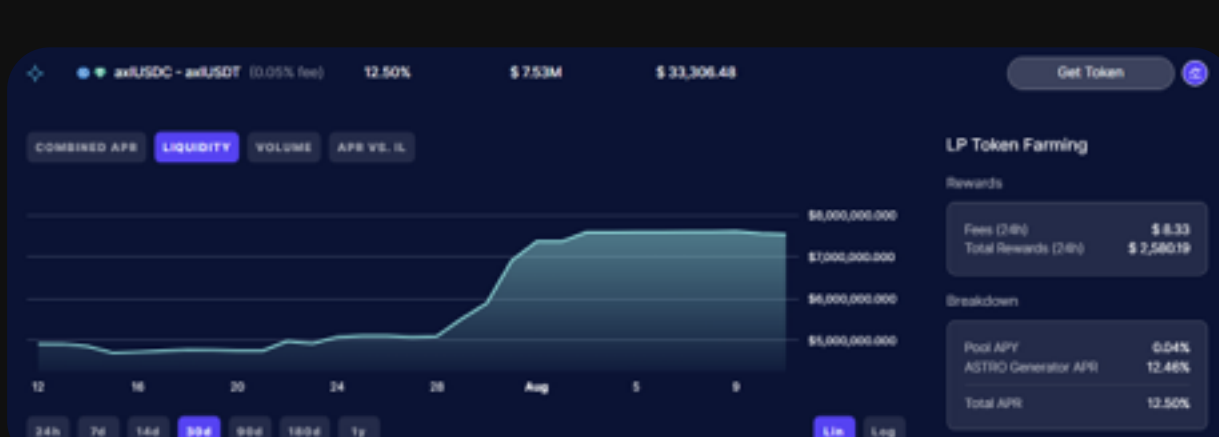 axlUSDC - axlUSDT (0.05% fee) 12.50% $ 7.53M $ 33,306.48 Get Token
COMBINED APR LIQUIDITY VOLUME APR VS. IL
$8,000,000.000
$7,000,000.000
$6,000,000.000
$5,000,000.000
12 16 20 24 28 Aug 5 9
24h 7d 14d 30d 90d 180d 1y Lin Log
LP Token Farming
Rewards
Fees (24h) $ 8.33
Total Rewards (24h) $ 2,580.19
Breakdown
Pool APY 0.04%
ASTRO Generator APR 12.46%
Total APR 12.50%